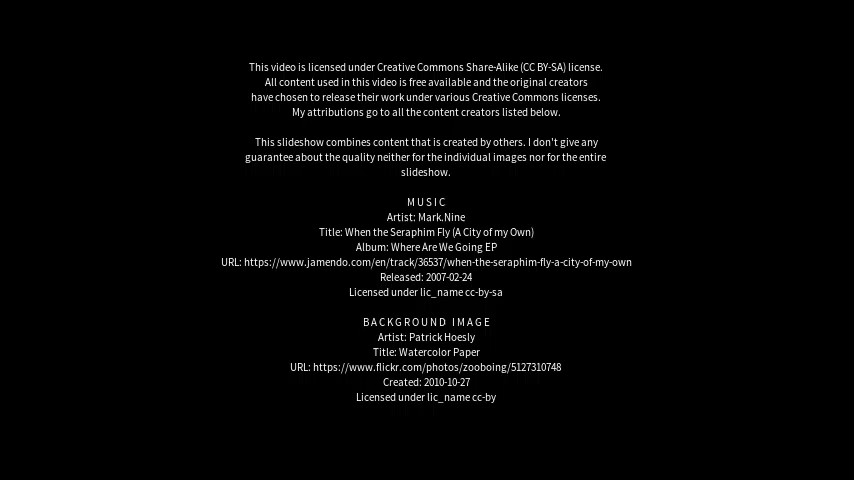 This video is licensed under Creative Commons Share-Alike (CC BY-SA) license.
All content used in this video is free available and the original creators
have chosen to release their work under various Creative Commons licenses.
My attributions go to all the content creators listed below.
This slideshow combines content that is created by others. I don't give any
guarantee about the quality neither for the individual images nor for the entire
slideshow.
MUSIC
Artist: Mark.Nine
Title: When the Seraphim Fly (A City of my Own)
Album: Where Are We Going EP
URL: https://www.jamendo.com/en/track/36537/when-the-seraphim-fly-a-city-of-my-own
Released: 2007-02-24
Licensed under lic_name cc-by-sa
BACKGROUND IMAGE
Artist: Patrick Hoesly
Title: Watercolor Paper
URL: https://www.flickr.com/photos/zooboing/5127310748
Created: 2010-10-27
Licensed under lic_name cc-by